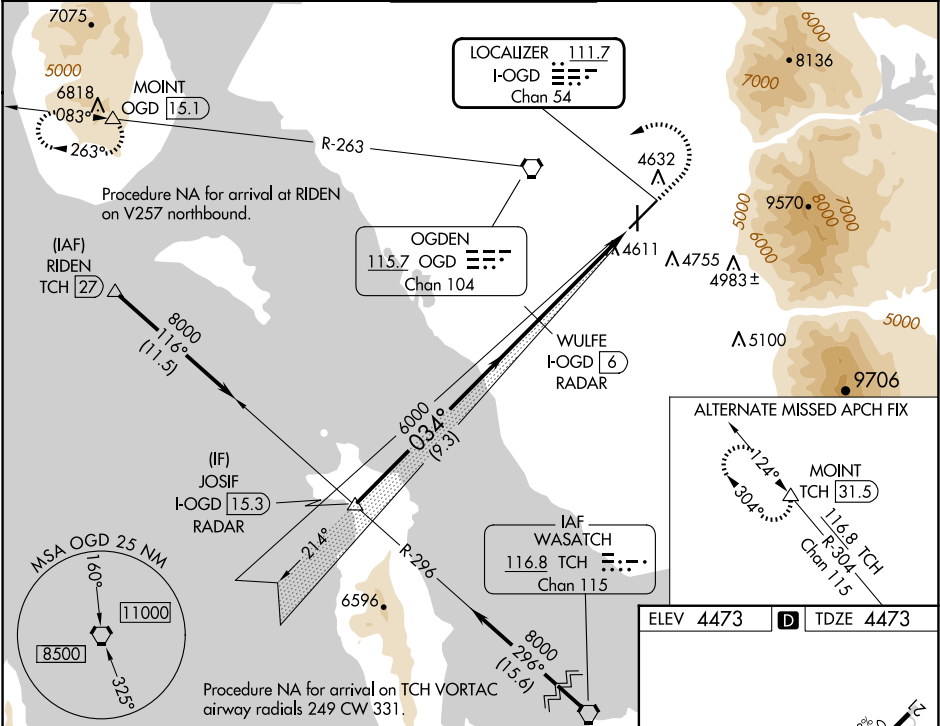 7075
5000
6818
MOINT
OGD 15.1
083°
263°
R-263
Procedure NA for arrival at RIDEN
on V257 northbound.
LOCALIZER 111.7
I-OGD
Chan 54
6000
8136
7000
4632
9570
8000
7000
5000
6000
4611
4755
4983±
5000
5100
9706
OGDEN
115.7 OGD
Chan 104
(IAF)
RIDEN
TCH 27
8000
116°
(11.5)
WULFE
I-OGD 6
RADAR
6000
034°
(9.3)
(IF)
JOSIF
I-OGD 15.3
RADAR
214°
R-296
IAF
WASATCH
116.8 TCH
Chan 115
6596
8000
296°
(15.6)
MSA OGD 25 NM
160°
11000
8500
325°
Procedure NA for arrival on TCH VORTAC
airway radials 249 CW 331.
ALTERNATE MISSED APCH FIX
124°
304°
MOINT
TCH 31.5
116.8 TCH
R-304
Chan 115
ELEV 4473
D
TDZE 4473
21